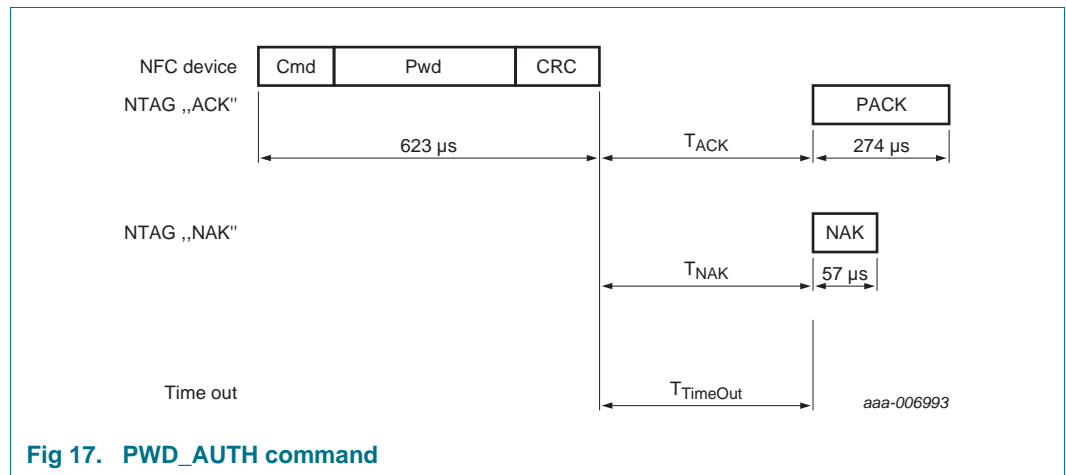 NFC device Cmd Pwd CRC
NTAG ,,ACK" PACK
623 µs TACK 274 µs
NTAG ,,NAK" NAK
TNAK 57 µs
Time out TTimeOut aaa-006993
Fig 17. PWD_AUTH command